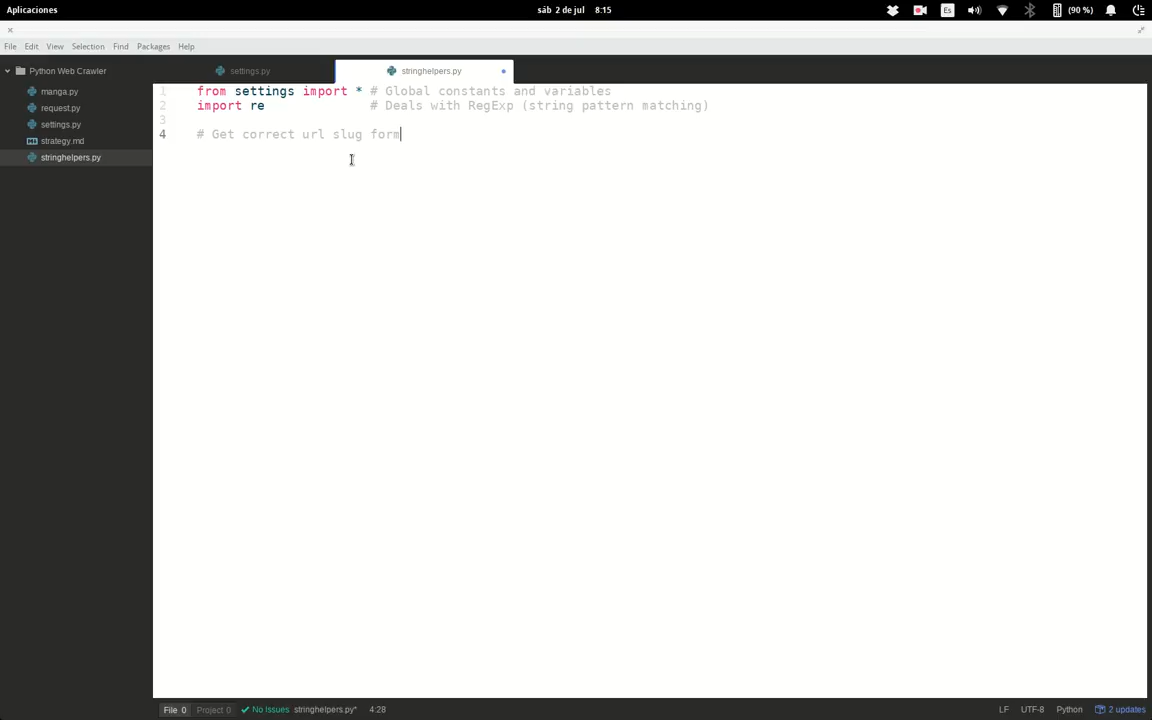 Aplicaciones
sáb 2 de jul 8:15
Es
(90 %)
File Edit View Selection Find Packages Help
Python Web Crawler
manga.py
request.py
settings.py
strategy.md
stringhelpers.py
settings.py
stringhelpers.py
1 from settings import * # Global constants and variables
2 import re # Deals with RegExp (string pattern matching)
3
4 # Get correct url slug form
File 0 Project 0 No Issues stringhelpers.py* 4:28
LF UTF-8 Python 2 updates